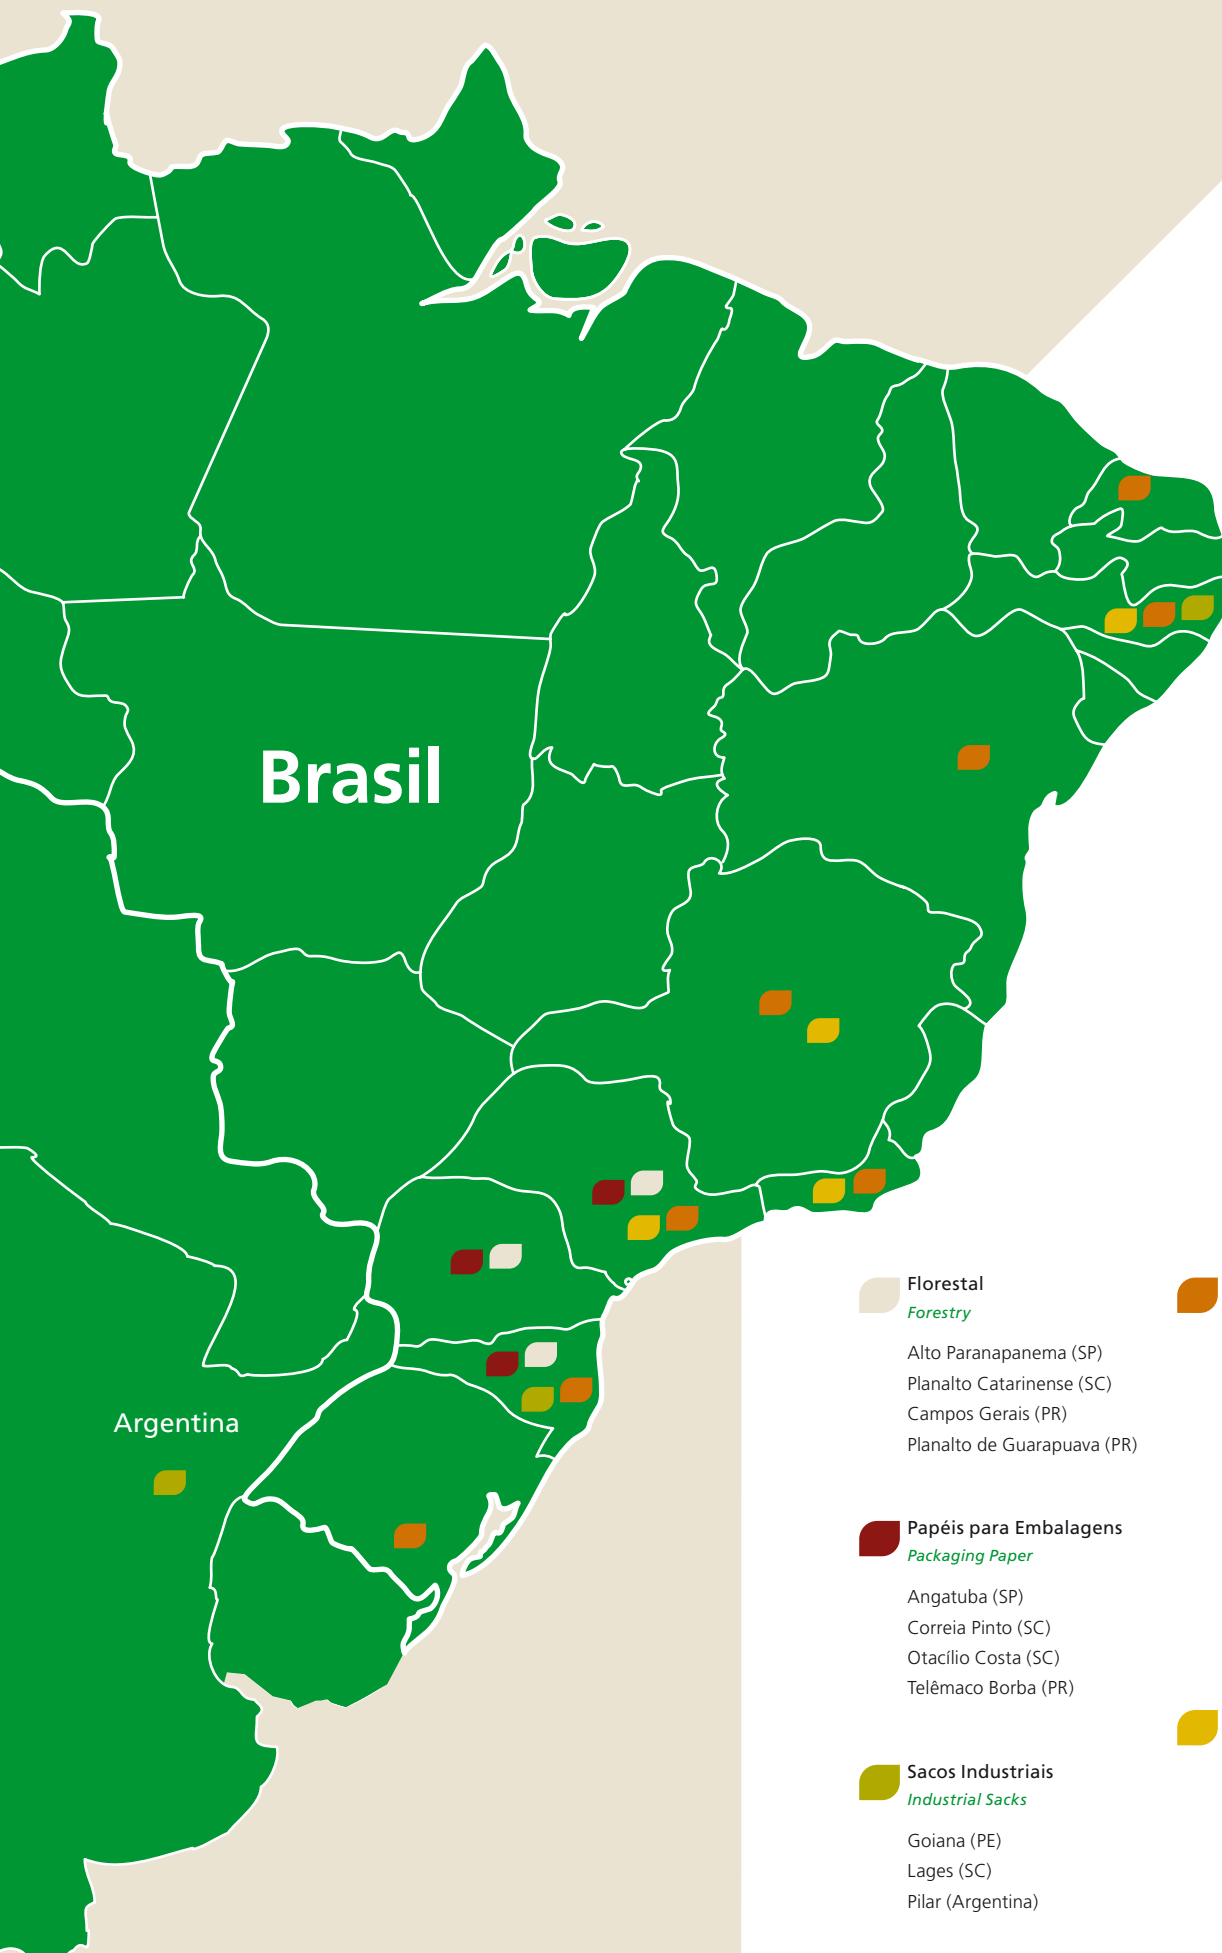 Brasil
Argentina
Florestal
Forestry
Alto Paranapanema (SP)
Planalto Catarinense (SC)
Campos Gerais (PR)
Planalto de Guarapuava (PR)
Papéis para Embalagens
Packaging Paper
Angatuba (SP)
Correia Pinto (SC)
Otacílio Costa (SC)
Telêmaco Borba (PR)
Sacos Industriais
Industrial Sacks
Goiana (PE)
Lages (SC)
Pilar (Argentina)